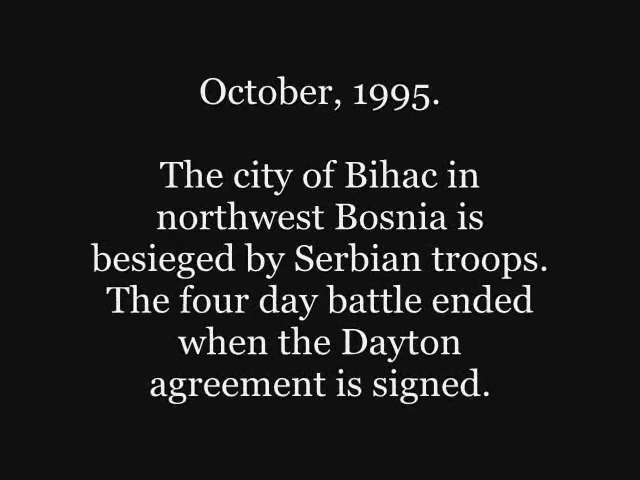 October, 1995.
The city of Bihac in
northwest Bosnia is
besieged by Serbian troops.
The four day battle ended
when the Dayton
agreement is signed.